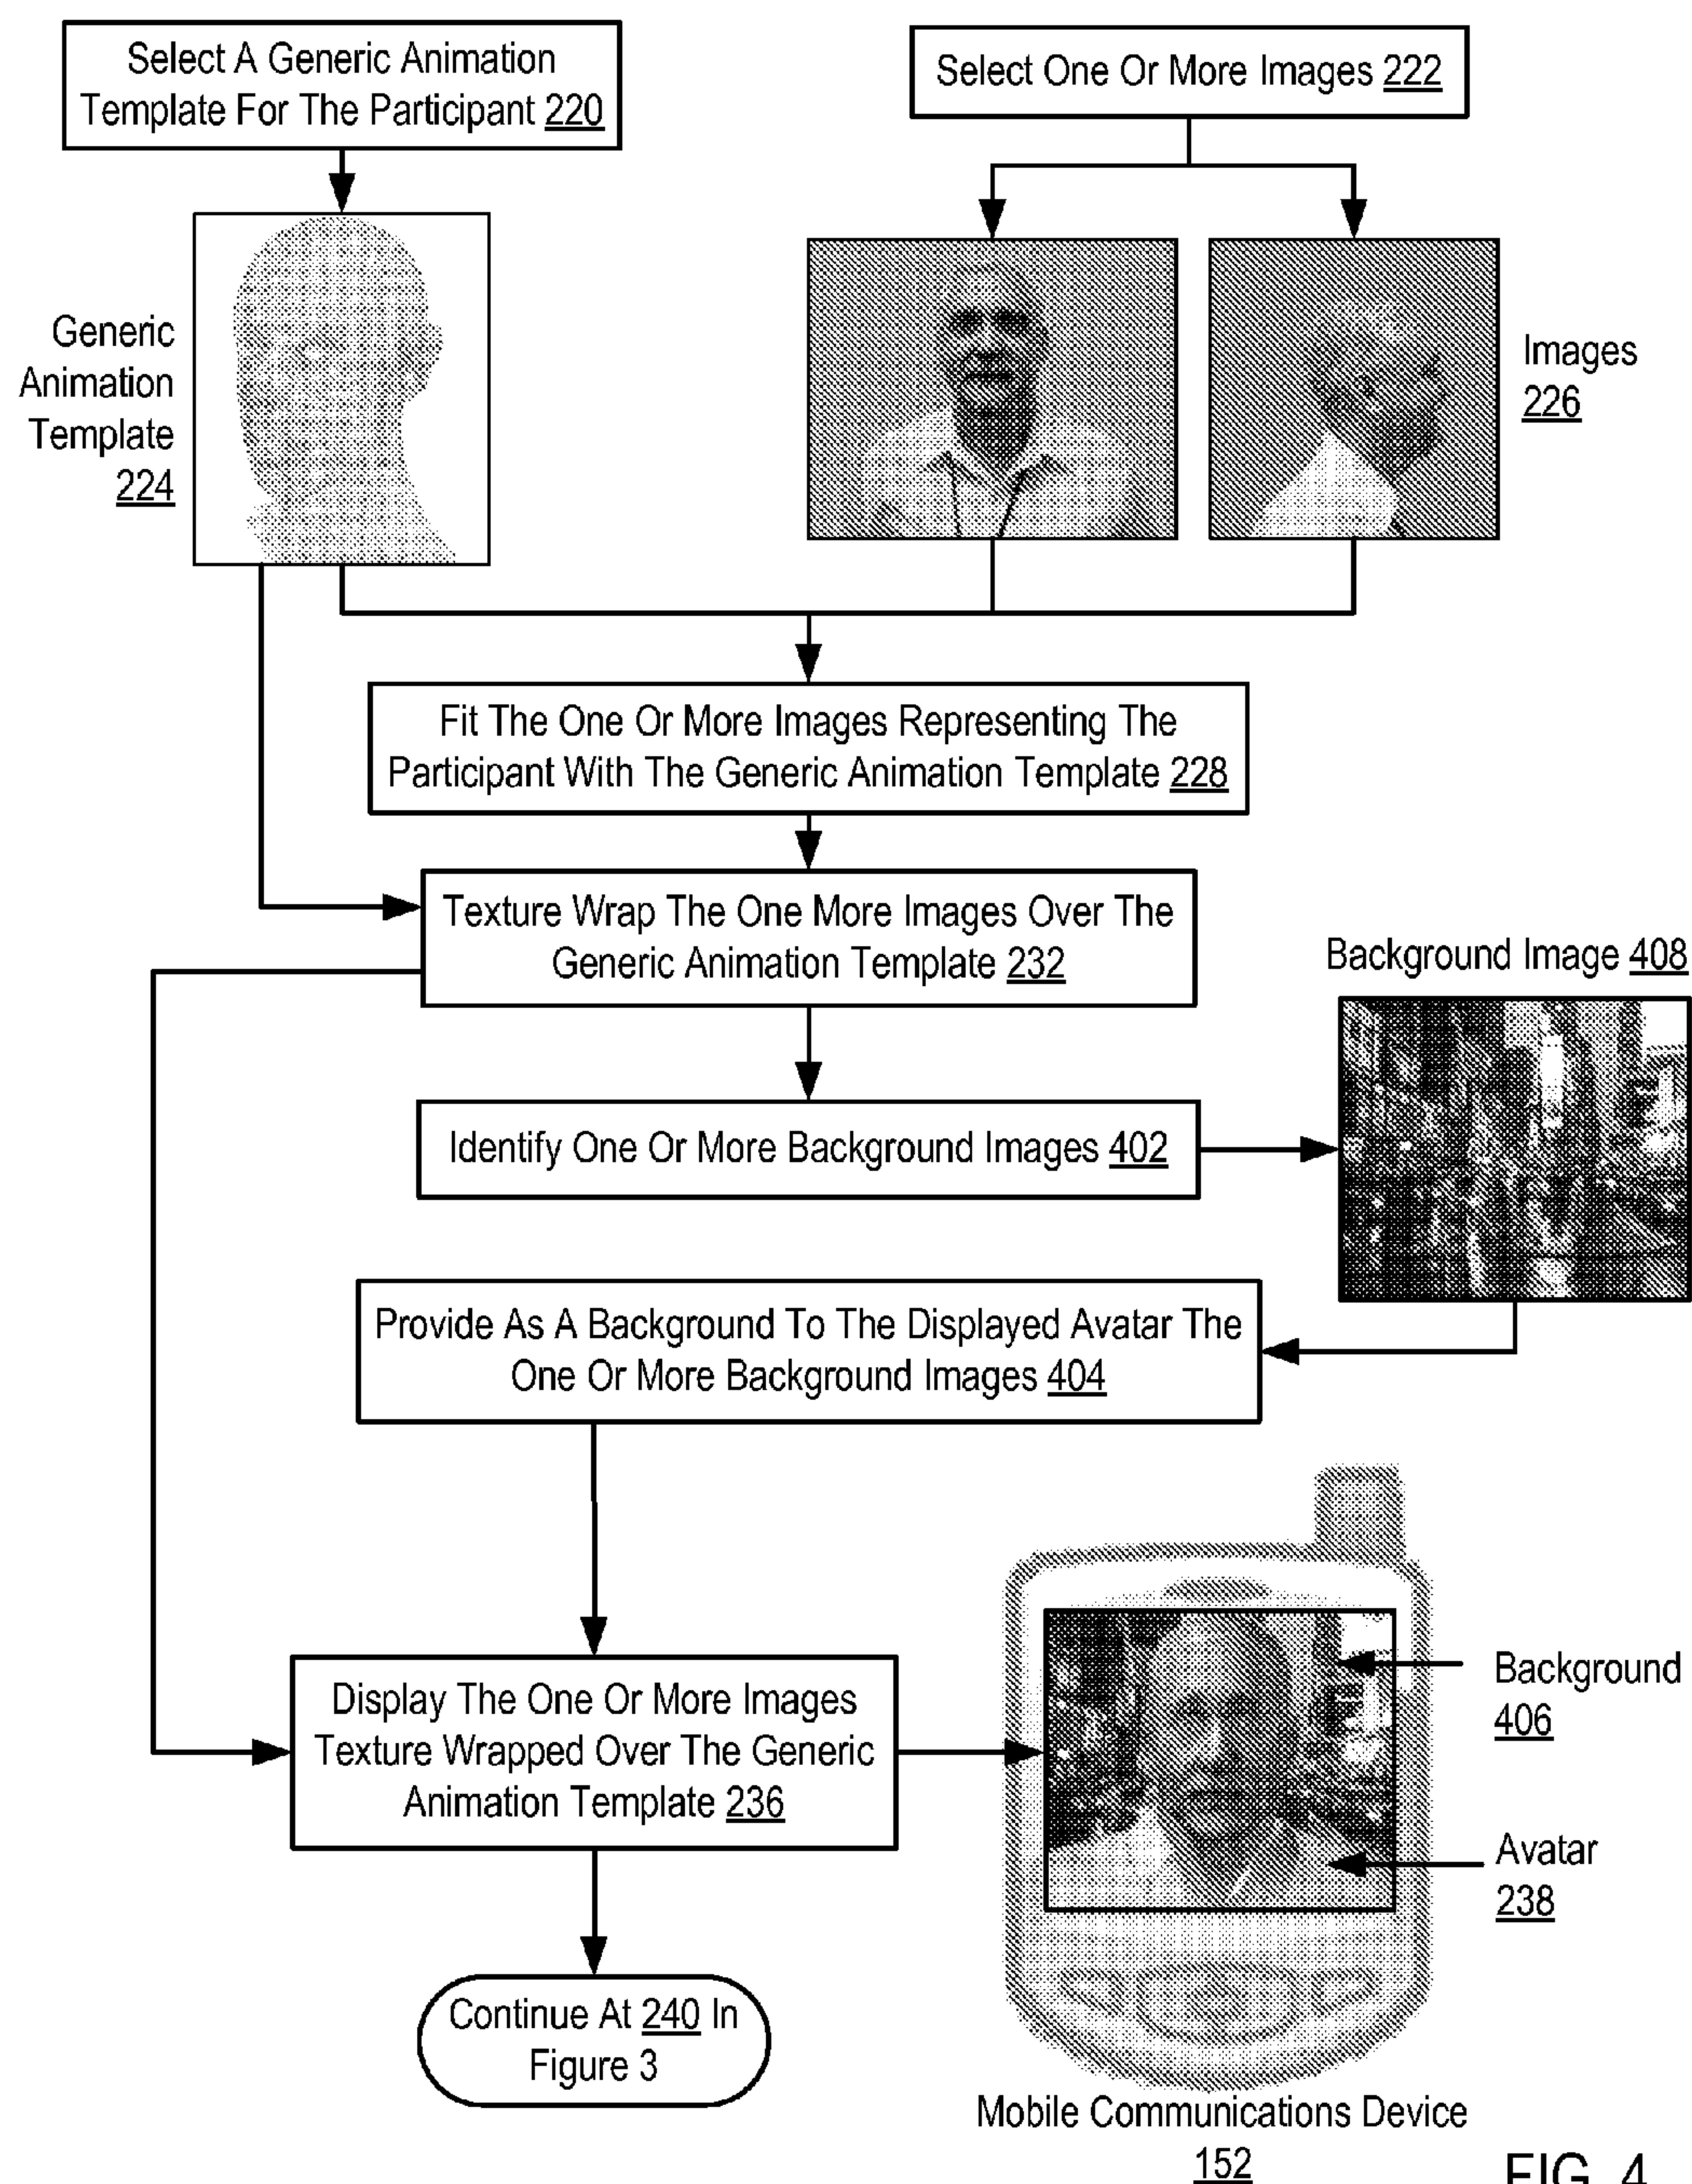 Select A Generic Animation
Template For The Participant 220
Select One Or More Images 222
Generic
Animation
Template
224
Images
226
Fit The One Or More Images Representing The
Participant With The Generic Animation Template 228
Texture Wrap The One More Images Over The
Generic Animation Template 232
Background Image 408
Identify One Or More Background Images 402
Provide As A Background To The Displayed Avatar The
One Or More Background Images 404
Display The One Or More Images
Texture Wrapped Over The Generic
Animation Template 236
Background
406
Avatar
238
Continue At 240 In
Figure 3
Mobile Communications Device
152
FIG. 4